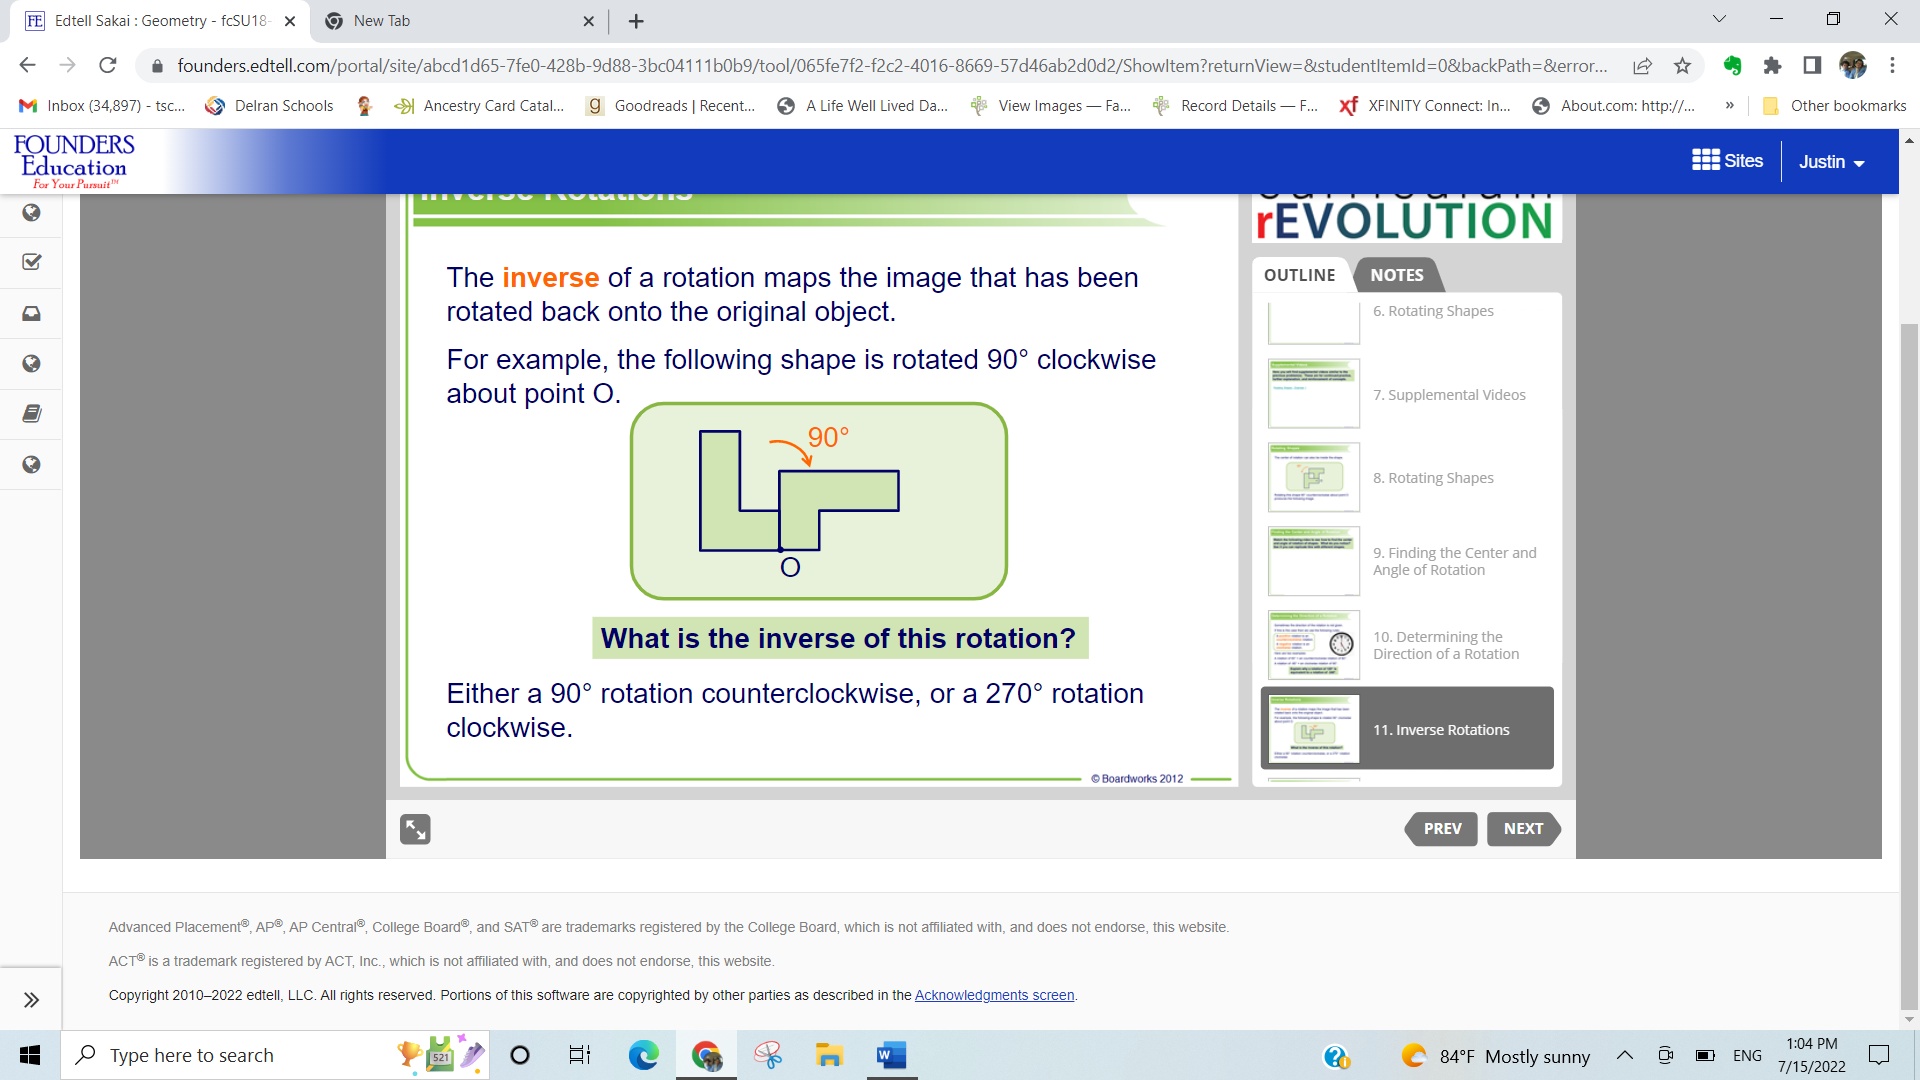 Edtell Sakai : Geometry - fcSU18-
New Tab
founders.edtell.com/portal/site/abcd1d65-7fe0-428b-9d88-3bc04111b0b9/tool/065fe7f2-f2c2-4016-8669-57d46ab2d0d2/ShowItem?returnView=&studentItemId=0&backPath=&error...
Inbox (34,897) - tsc...
Delran Schools
Ancestry Card Catal...
Goodreads | Recent...
A Life Well Lived Da...
View Images — Fa...
Record Details — F...
XFINITY Connect: In...
About.com: http://...
»
Other bookmarks
FOUNDERS
Education
For Your Pursuit™
Sites
Justin
Inverse Rotations
The inverse of a rotation maps the image that has been
rotated back onto the original object.
For example, the following shape is rotated 90° clockwise
about point O.
90°
O
What is the inverse of this rotation?
Either a 90° rotation counterclockwise, or a 270° rotation
clockwise.
© Boardworks 2012
rEVOLUTION
OUTLINE
NOTES
6. Rotating Shapes
7. Supplemental Videos
8. Rotating Shapes
9. Finding the Center and
Angle of Rotation
10. Determining the
Direction of a Rotation
11. Inverse Rotations
PREV
NEXT
Advanced Placement®, AP®, AP Central®, College Board®, and SAT® are trademarks registered by the College Board, which is not affiliated with, and does not endorse, this website.
ACT® is a trademark registered by ACT, Inc., which is not affiliated with, and does not endorse, this website.
Copyright 2010–2022 edtell, LLC. All rights reserved. Portions of this software are copyrighted by other parties as described in the Acknowledgments screen.
Type here to search
521
84°F Mostly sunny
ENG
1:04 PM
7/15/2022